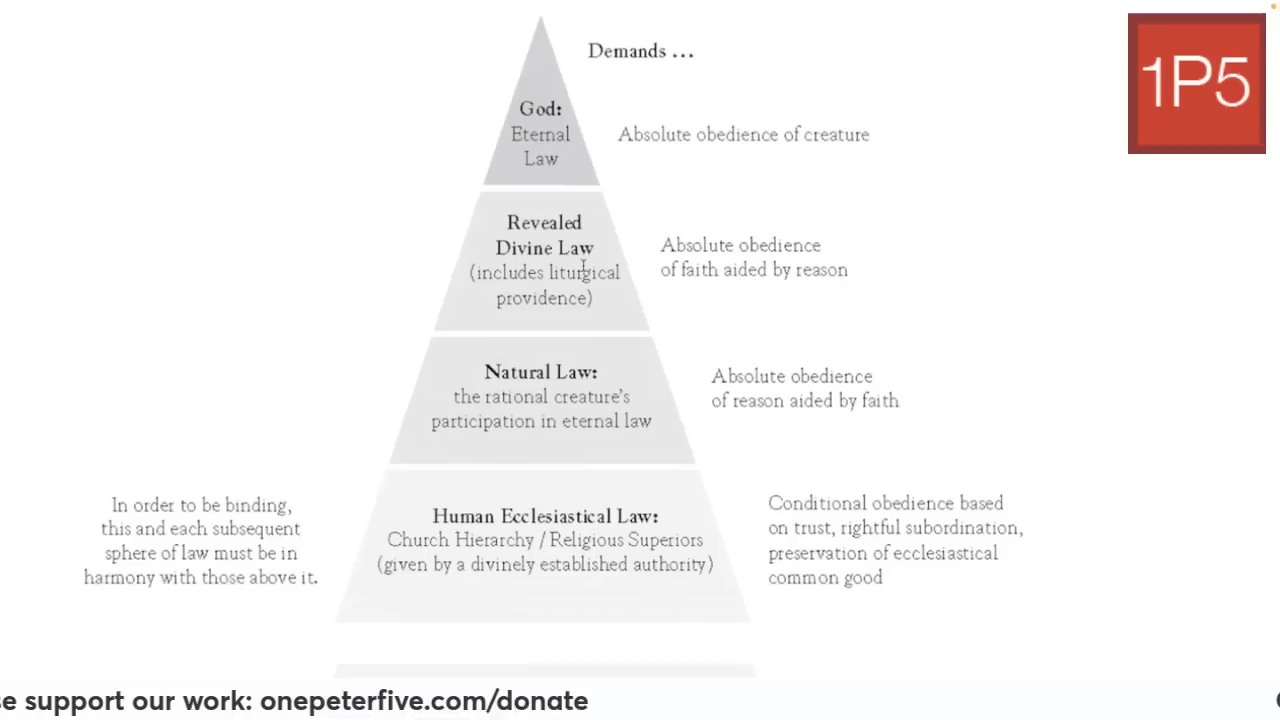 Demands ...
1P5
God:
Eternal
Law
Absolute obedience of creature
Revealed
Divine Law
(includes liturgical
providence)
Absolute obedience
of faith aided by reason
Natural Law:
the rational creature's
participation in eternal law
Absolute obedience
of reason aided by faith
In order to be binding,
this and each subsequent
sphere of law must be in
harmony with those above it.
Human Ecclesiastical Law:
Church Hierarchy / Religious Superiors
(given by a divinely established authority)
Conditional obedience based
on trust, rightful subordination,
preservation of ecclesiastical
common good
se support our work: onepeterfive.com/donate